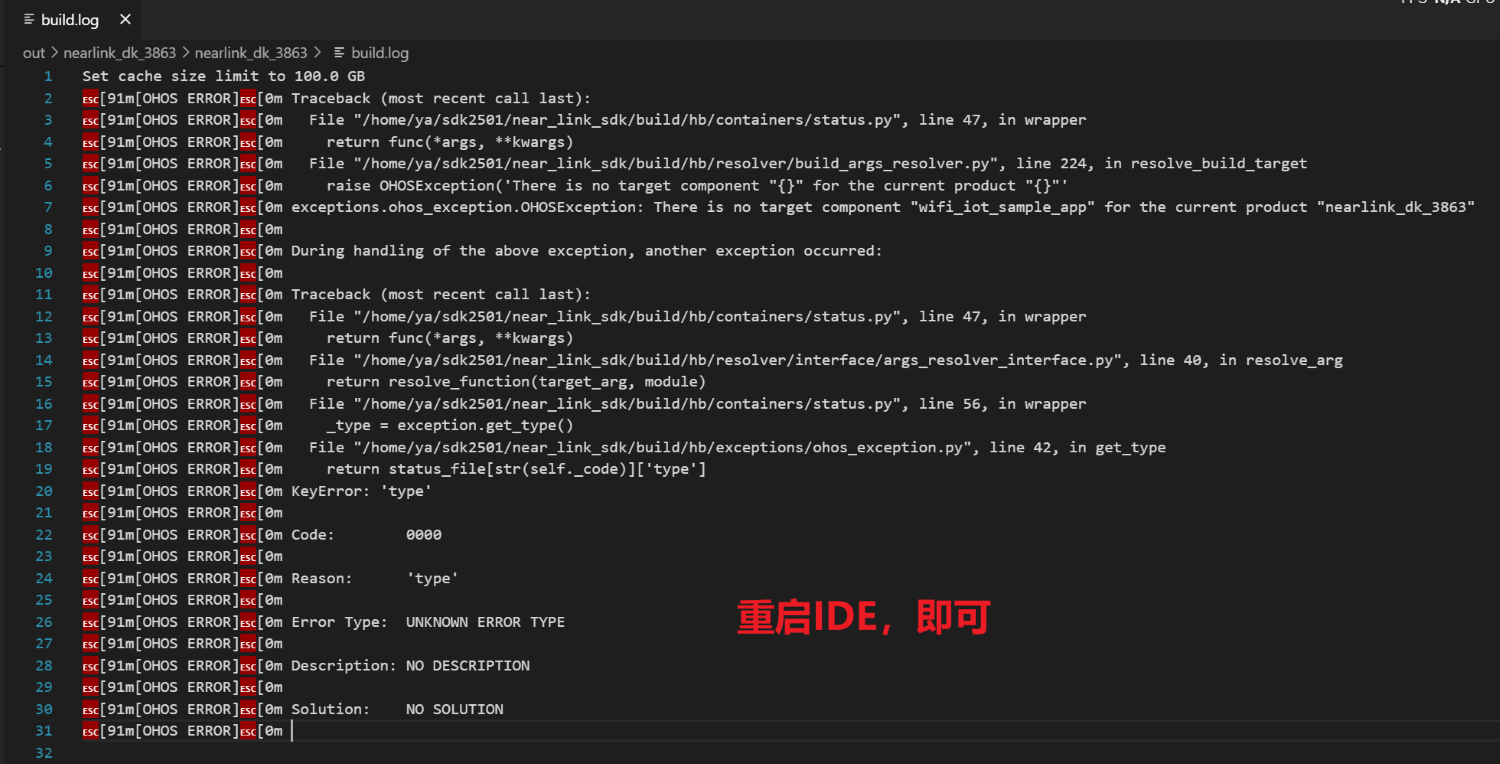 build.log
out > nearlink_dk_3863 > nearlink_dk_3863 > build.log
1 Set cache size limit to 100.0 GB
2 ESC[91m[OHOS ERROR]ESC[0m Traceback (most recent call last):
3 ESC[91m[OHOS ERROR]ESC[0m   File "/home/ya/sdk2501/near_link_sdk/build/hb/containers/status.py", line 47, in wrapper
4 ESC[91m[OHOS ERROR]ESC[0m     return func(*args, **kwargs)
5 ESC[91m[OHOS ERROR]ESC[0m   File "/home/ya/sdk2501/near_link_sdk/build/hb/resolver/build_args_resolver.py", line 224, in resolve_build_target
6 ESC[91m[OHOS ERROR]ESC[0m     raise OHOSException('There is no target component "{}" for the current product "{}"'
7 ESC[91m[OHOS ERROR]ESC[0m exceptions.ohos_exception.OHOSException: There is no target component "wifi_iot_sample_app" for the current product "nearlink_dk_3863"
8 ESC[91m[OHOS ERROR]ESC[0m
9 ESC[91m[OHOS ERROR]ESC[0m During handling of the above exception, another exception occurred:
10 ESC[91m[OHOS ERROR]ESC[0m
11 ESC[91m[OHOS ERROR]ESC[0m Traceback (most recent call last):
12 ESC[91m[OHOS ERROR]ESC[0m   File "/home/ya/sdk2501/near_link_sdk/build/hb/containers/status.py", line 47, in wrapper
13 ESC[91m[OHOS ERROR]ESC[0m     return func(*args, **kwargs)
14 ESC[91m[OHOS ERROR]ESC[0m   File "/home/ya/sdk2501/near_link_sdk/build/hb/resolver/interface/args_resolver_interface.py", line 40, in resolve_arg
15 ESC[91m[OHOS ERROR]ESC[0m     return resolve_function(target_arg, module)
16 ESC[91m[OHOS ERROR]ESC[0m   File "/home/ya/sdk2501/near_link_sdk/build/hb/containers/status.py", line 56, in wrapper
17 ESC[91m[OHOS ERROR]ESC[0m     _type = exception.get_type()
18 ESC[91m[OHOS ERROR]ESC[0m   File "/home/ya/sdk2501/near_link_sdk/build/hb/exceptions/ohos_exception.py", line 42, in get_type
19 ESC[91m[OHOS ERROR]ESC[0m     return status_file[str(self._code)]['type']
20 ESC[91m[OHOS ERROR]ESC[0m KeyError: 'type'
21 ESC[91m[OHOS ERROR]ESC[0m
22 ESC[91m[OHOS ERROR]ESC[0m Code:        0000
23 ESC[91m[OHOS ERROR]ESC[0m
24 ESC[91m[OHOS ERROR]ESC[0m Reason:      'type'
25 ESC[91m[OHOS ERROR]ESC[0m
26 ESC[91m[OHOS ERROR]ESC[0m Error Type:  UNKNOWN ERROR TYPE
重启IDE，即可
27 ESC[91m[OHOS ERROR]ESC[0m
28 ESC[91m[OHOS ERROR]ESC[0m Description: NO DESCRIPTION
29 ESC[91m[OHOS ERROR]ESC[0m
30 ESC[91m[OHOS ERROR]ESC[0m Solution:    NO SOLUTION
31 ESC[91m[OHOS ERROR]ESC[0m
32